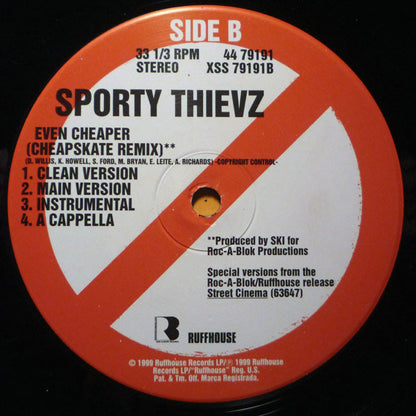 SIDE B
33 1/3 RPM 44 79191
STEREO XSS 79191B
SPORTY THIEVZ
EVEN CHEAPER
(CHEAPSKATE REMIX)**
(D. WILLIS, K. HOWELL, S. FORD, M. BRYAN, E. LEITE, A. RICHARDS) -COPYRIGHT CONTROL-
1. CLEAN VERSION
2. MAIN VERSION
3. INSTRUMENTAL
4. A CAPPELLA
**Produced by SKI for
Roc-A-Blok Productions
Special versions from the
Roc-A-Blok/Ruffhouse release
Street Cinema (63647)
RUFFHOUSE
© 1999 Ruffhouse Records LP/℗ 1999 Ruffhouse
Records LP/"Ruffhouse" Reg. U.S.
Pat. & Tm. Off. Marca Registrada.